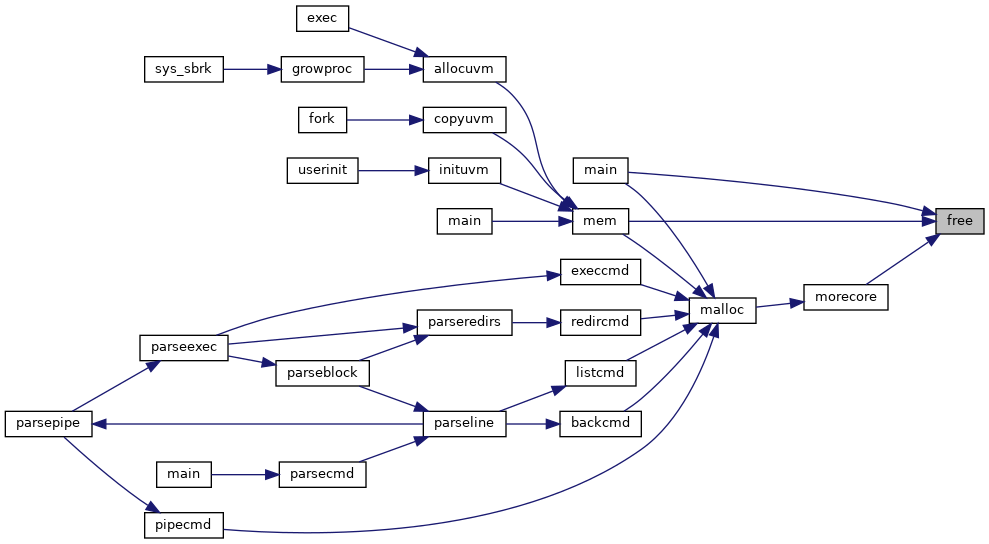 exec
sys_sbrk
growproc
allocuvm
fork
copyuvm
userinit
inituvm
main
main
mem
free
execcmd
morecore
malloc
parseredirs
redircmd
parseexec
parseblock
listcmd
parsepipe
parseline
backcmd
main
parsecmd
pipecmd